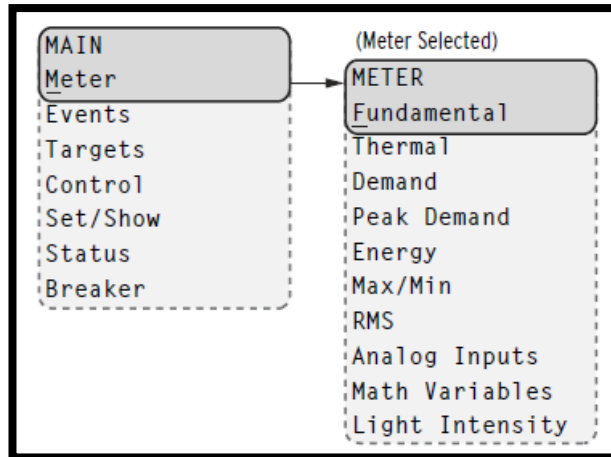 MAIN
Meter
Events
Targets
Control
Set/Show
Status
Breaker
(Meter Selected)
METER
Fundamental
Thermal
Demand
Peak Demand
Energy
Max/Min
RMS
Analog Inputs
Math Variables
Light Intensity